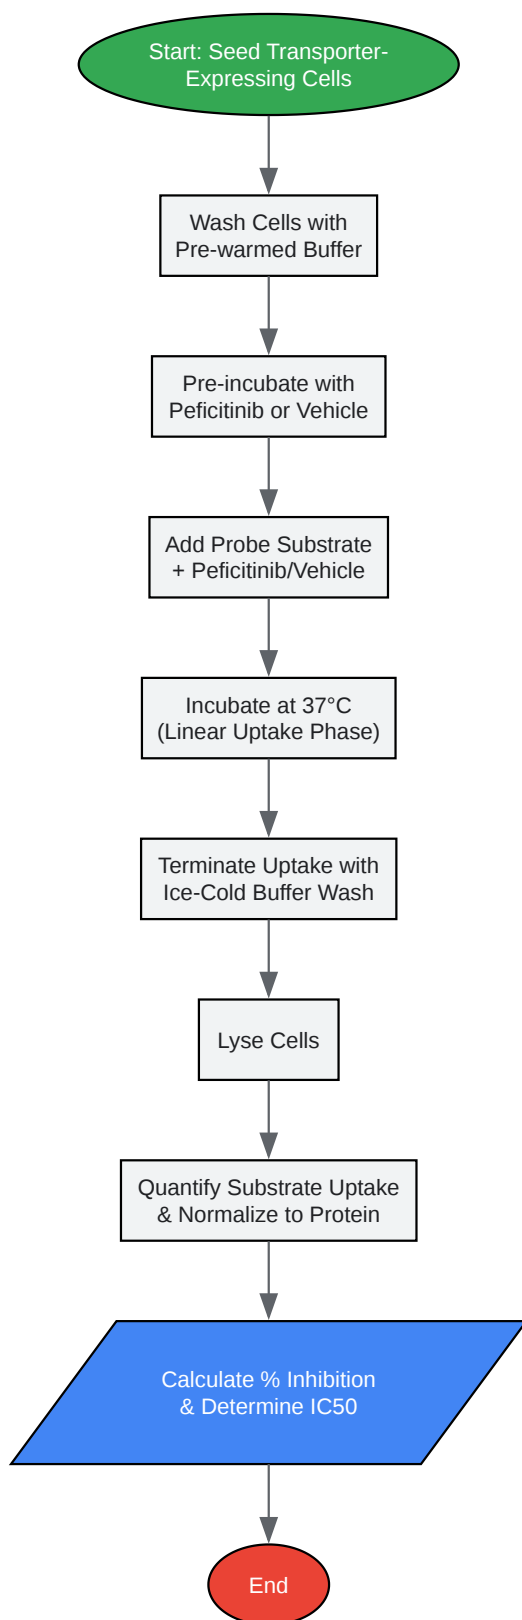 Start: Seed Transporter-
Expressing Cells
Wash Cells with
Pre-warmed Buffer
Pre-incubate with
Peficitinib or Vehicle
Add Probe Substrate
+ Peficitinib/Vehicle
Incubate at 37°C
(Linear Uptake Phase)
Terminate Uptake with
Ice-Cold Buffer Wash
Lyse Cells
Quantify Substrate Uptake
& Normalize to Protein
Calculate % Inhibition
& Determine IC50
End